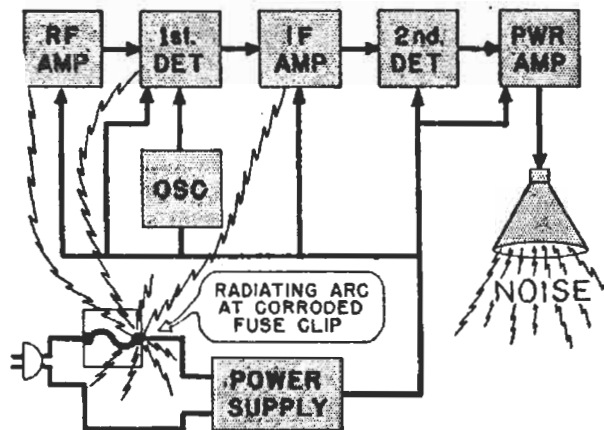 RF
AMP
1st.
DET
IF
AMP
2nd.
DET
PWR
AMP
OSC
NOISE
RADIATING ARC
AT CORRODED
FUSE CLIP
POWER
SUPPLY